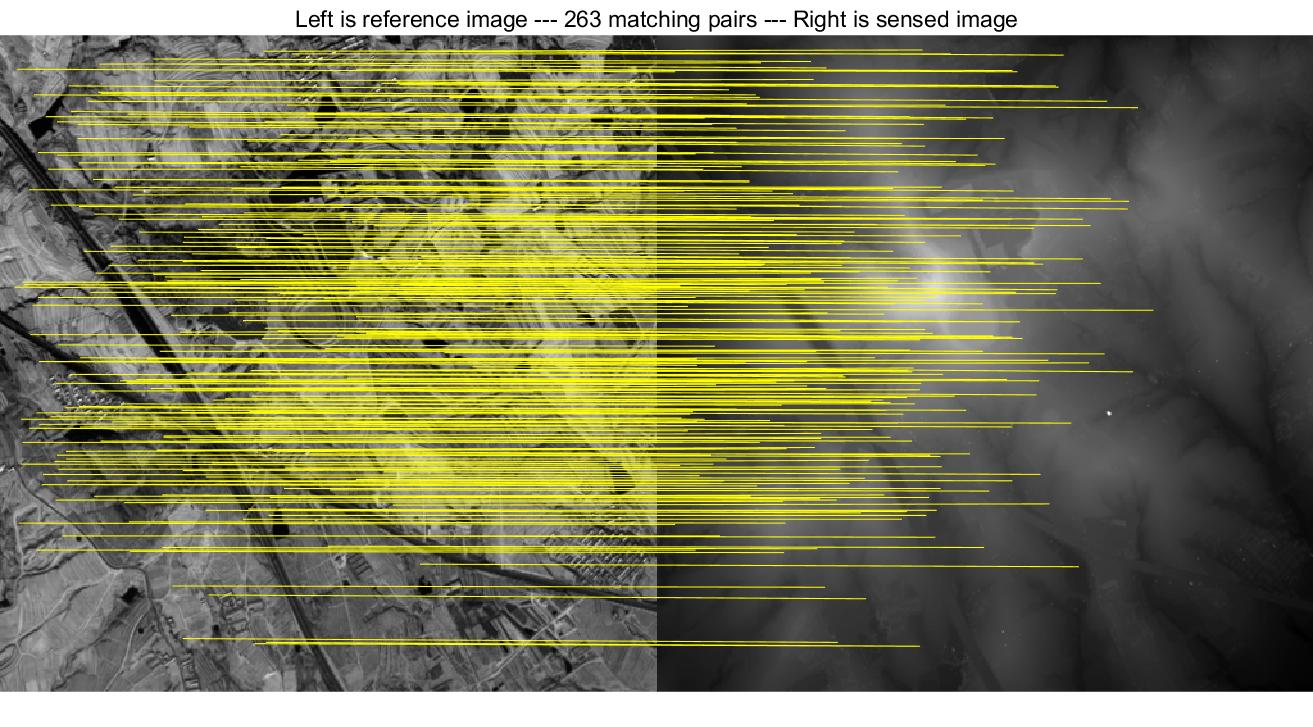 Left is reference image --- 263 matching pairs --- Right is sensed image